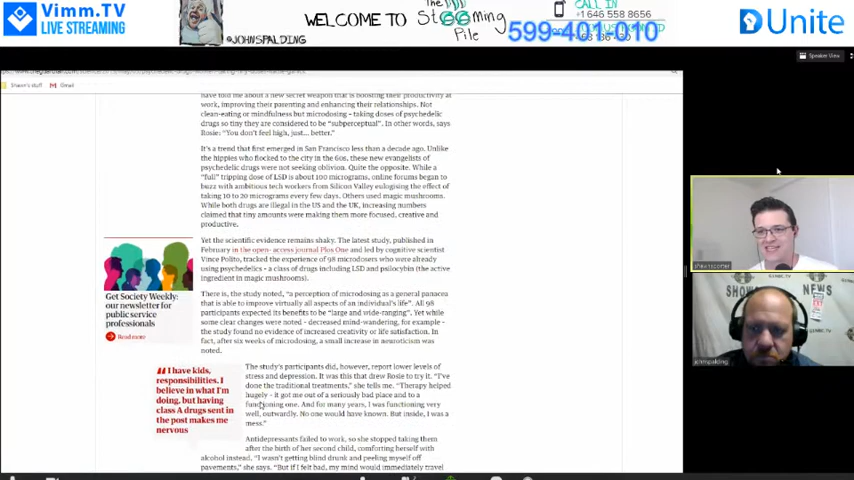 Vimm.TV
LIVE STREAMING
@JOHNSPALDING
WELCOME TO
The
Steeming
Pile
CALL IN
+1 646 558 8656
599-401-010
Unite
Speaker View
Shawn's stuff
Gmail
have told me about a new secret weapon that is boosting their productivity at
work, improving their parenting and enhancing their relationships. Not
clean-eating or mindfulness but microdosing - taking doses of psychedelic
drugs so tiny they are considered to be "subperceptual". In other words, says
Rosie: "You don't feel high, just... better."
It's a trend that first emerged in San Francisco less than a decade ago. Unlike
the hippies who flocked to the city in the 60s, these new evangelists of
psychedelic drugs were not seeking oblivion. Quite the opposite. While a
"full" tripping dose of LSD is about 100 micrograms, online forums began to
buzz with ambitious tech workers from Silicon Valley eulogising the effect of
taking 10 to 20 micrograms every few days. Others used magic mushrooms.
While both drugs are illegal in the US and the UK, increasing numbers
claimed that tiny amounts were making them more focused, creative and
productive.
Yet the scientific evidence remains shaky. The latest study, published in
February in the open- access journal Plos One and led by cognitive scientist
Vince Polito, tracked the experience of 98 microdosers who were already
using psychedelics - a class of drugs including LSD and psilocybin (the active
ingredient in magic mushrooms).
Get Society Weekly:
our newsletter for
public service
professionals
Read more
There is, the study noted, "a perception of microdosing as a general panacea
that is able to improve virtually all aspects of an individual's life". All 98
participants expected its benefits to be "large and wide-ranging". Yet while
some clear changes were noted - decreased mind-wandering, for example -
the study found no evidence of increased creativity or life satisfaction. In
fact, after six weeks of microdosing, a small increase in neuroticism was
noted.
I have kids,
responsibilities. I
believe in what I'm
doing, but having
class A drugs sent in
the post makes me
nervous
The study's participants did, however, report lower levels of
stress and depression. It was this that drew Rosie to try it. "I've
done the traditional treatments," she tells me. "Therapy helped
hugely - it got me out of a seriously bad place and to a
functioning one. And for many years, I was functioning very
well, outwardly. No one would have known. But inside, I was a
mess."
Antidepressants failed to work, so she stopped taking them
after the birth of her second child, comforting herself with
alcohol instead. "I wasn't getting blind drunk and peeling myself off
pavements," she says. "But if I felt bad, my mind would immediately travel
SHOW
NEWS
johnspalding